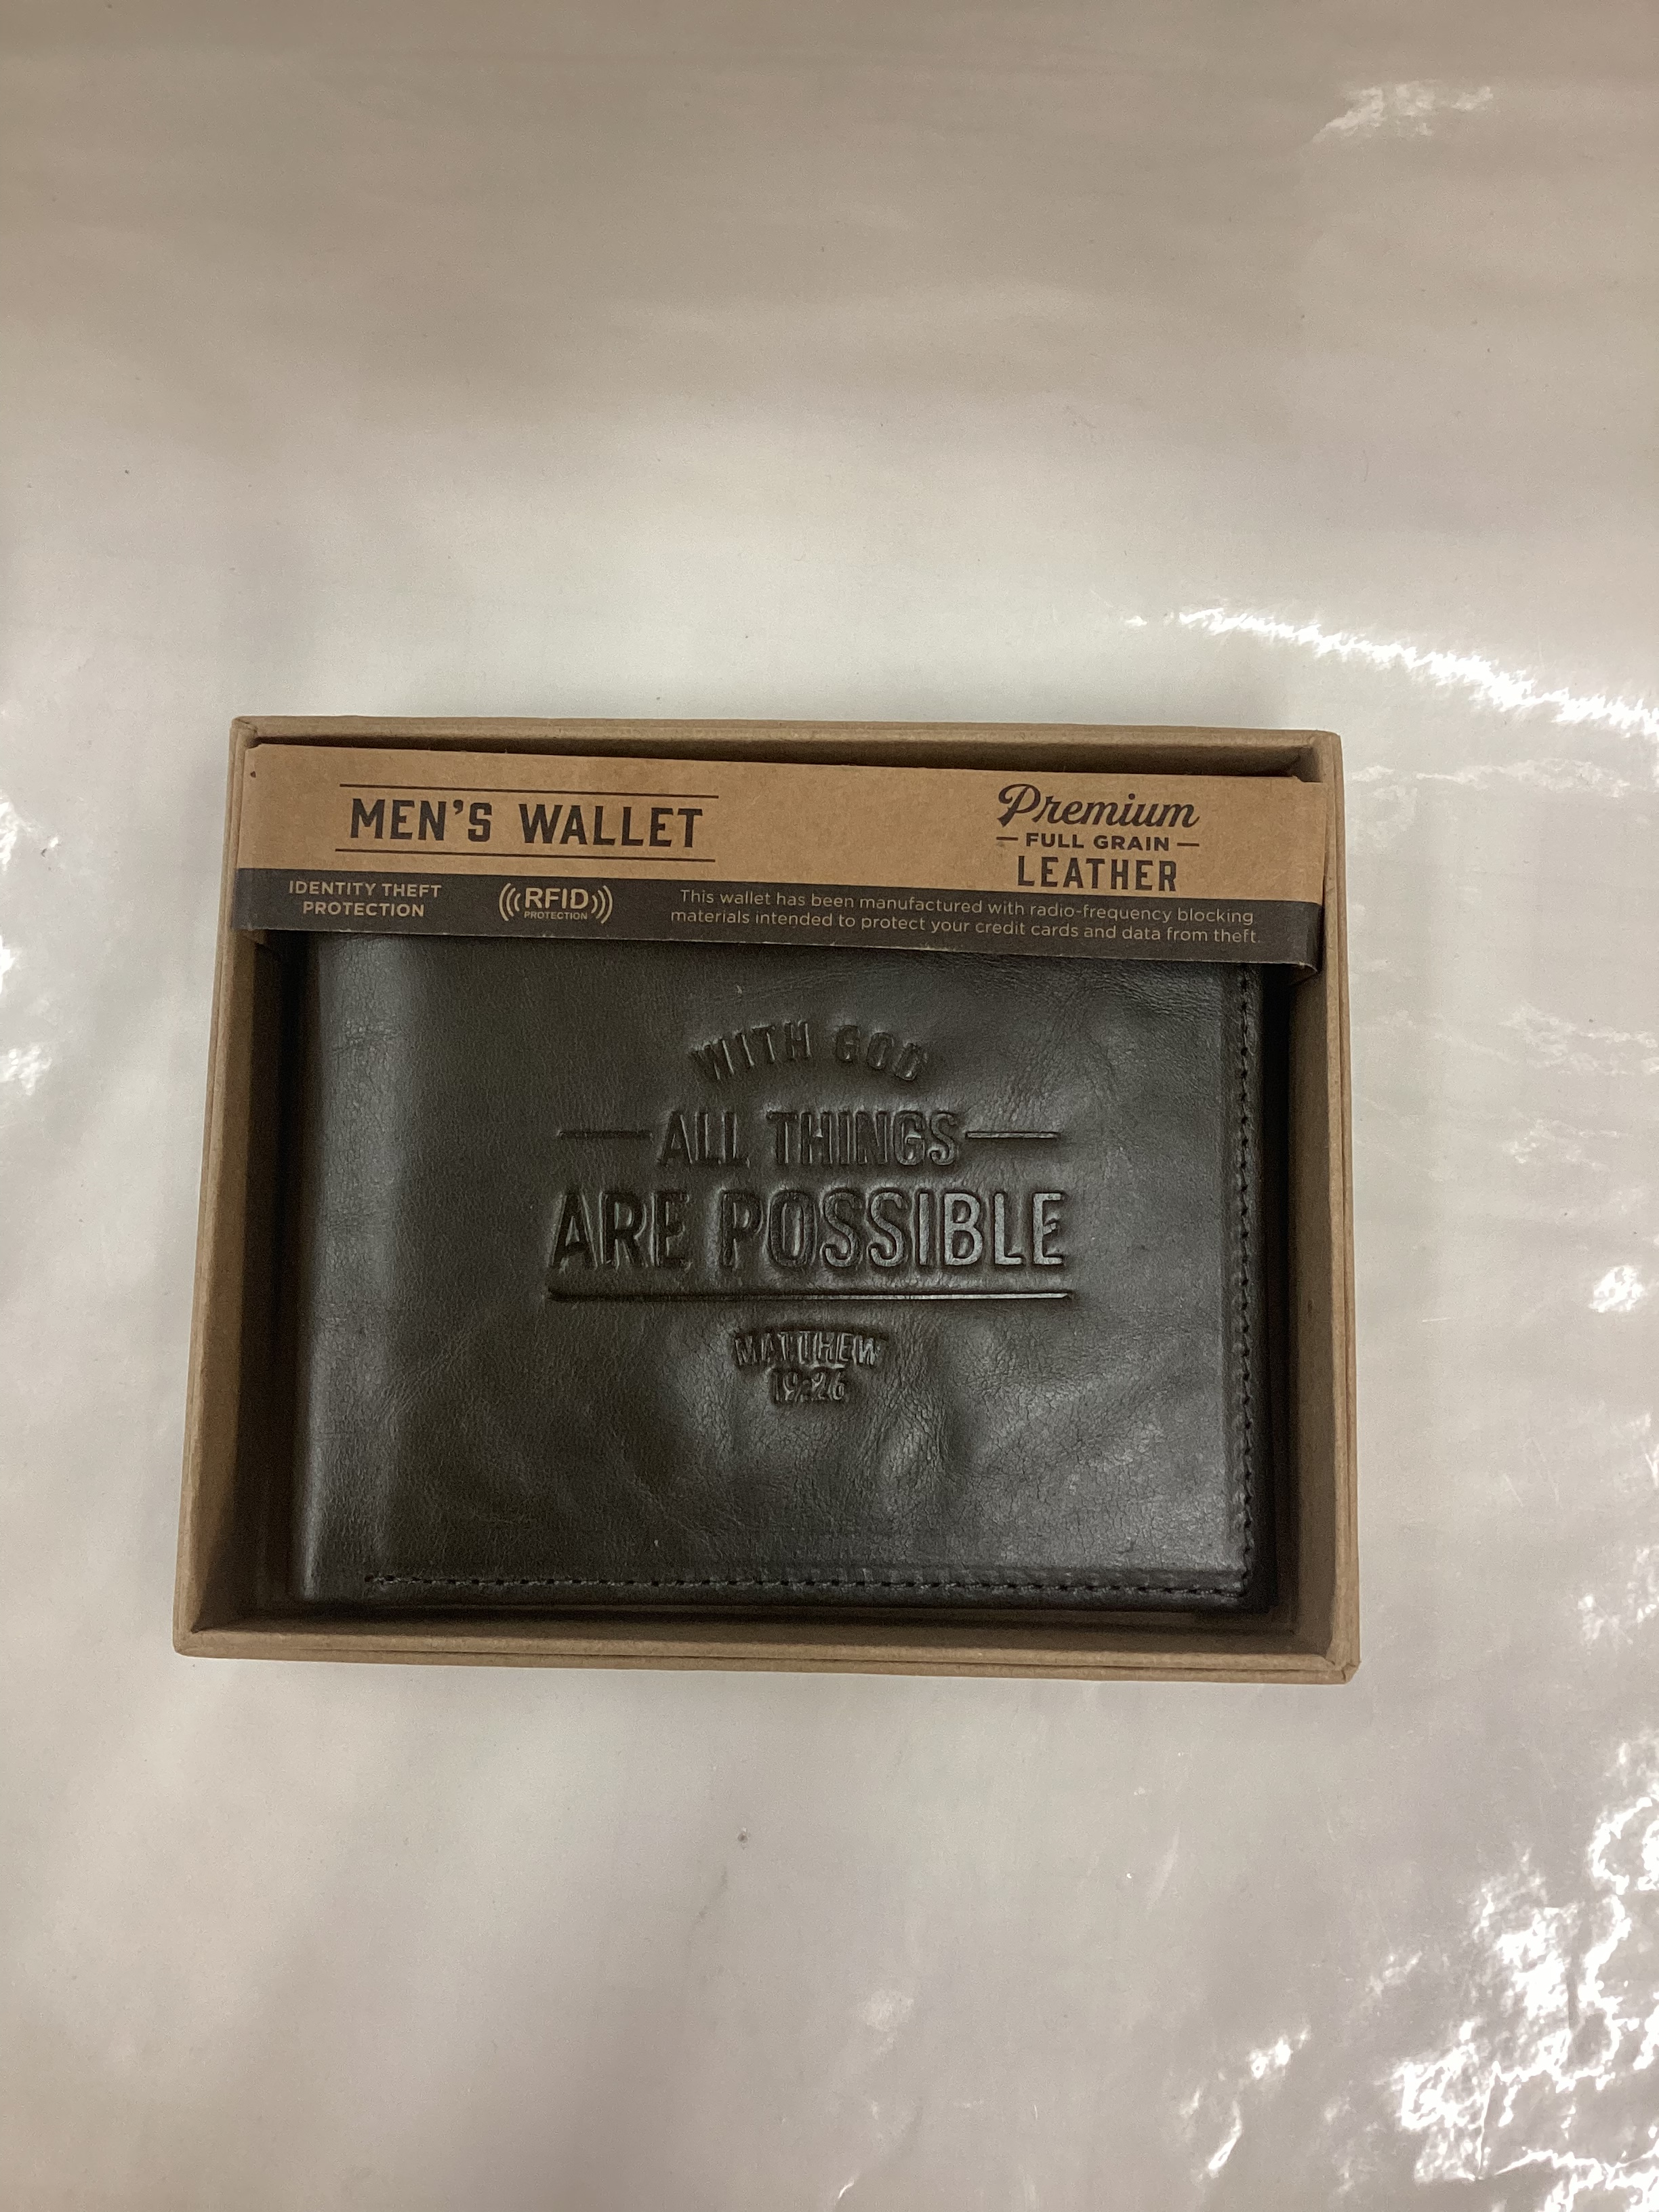 MEN'S WALLET
Premium
FULL GRAIN
LEATHER
IDENTITY THEFT
PROTECTION
RFID
PROTECTION
This wallet has been manufactured with radio-frequency blocking
materials intended to protect your credit cards and data from theft.
WITH GOD
ALL THINGS
ARE POSSIBLE
MATTHEW
19:26